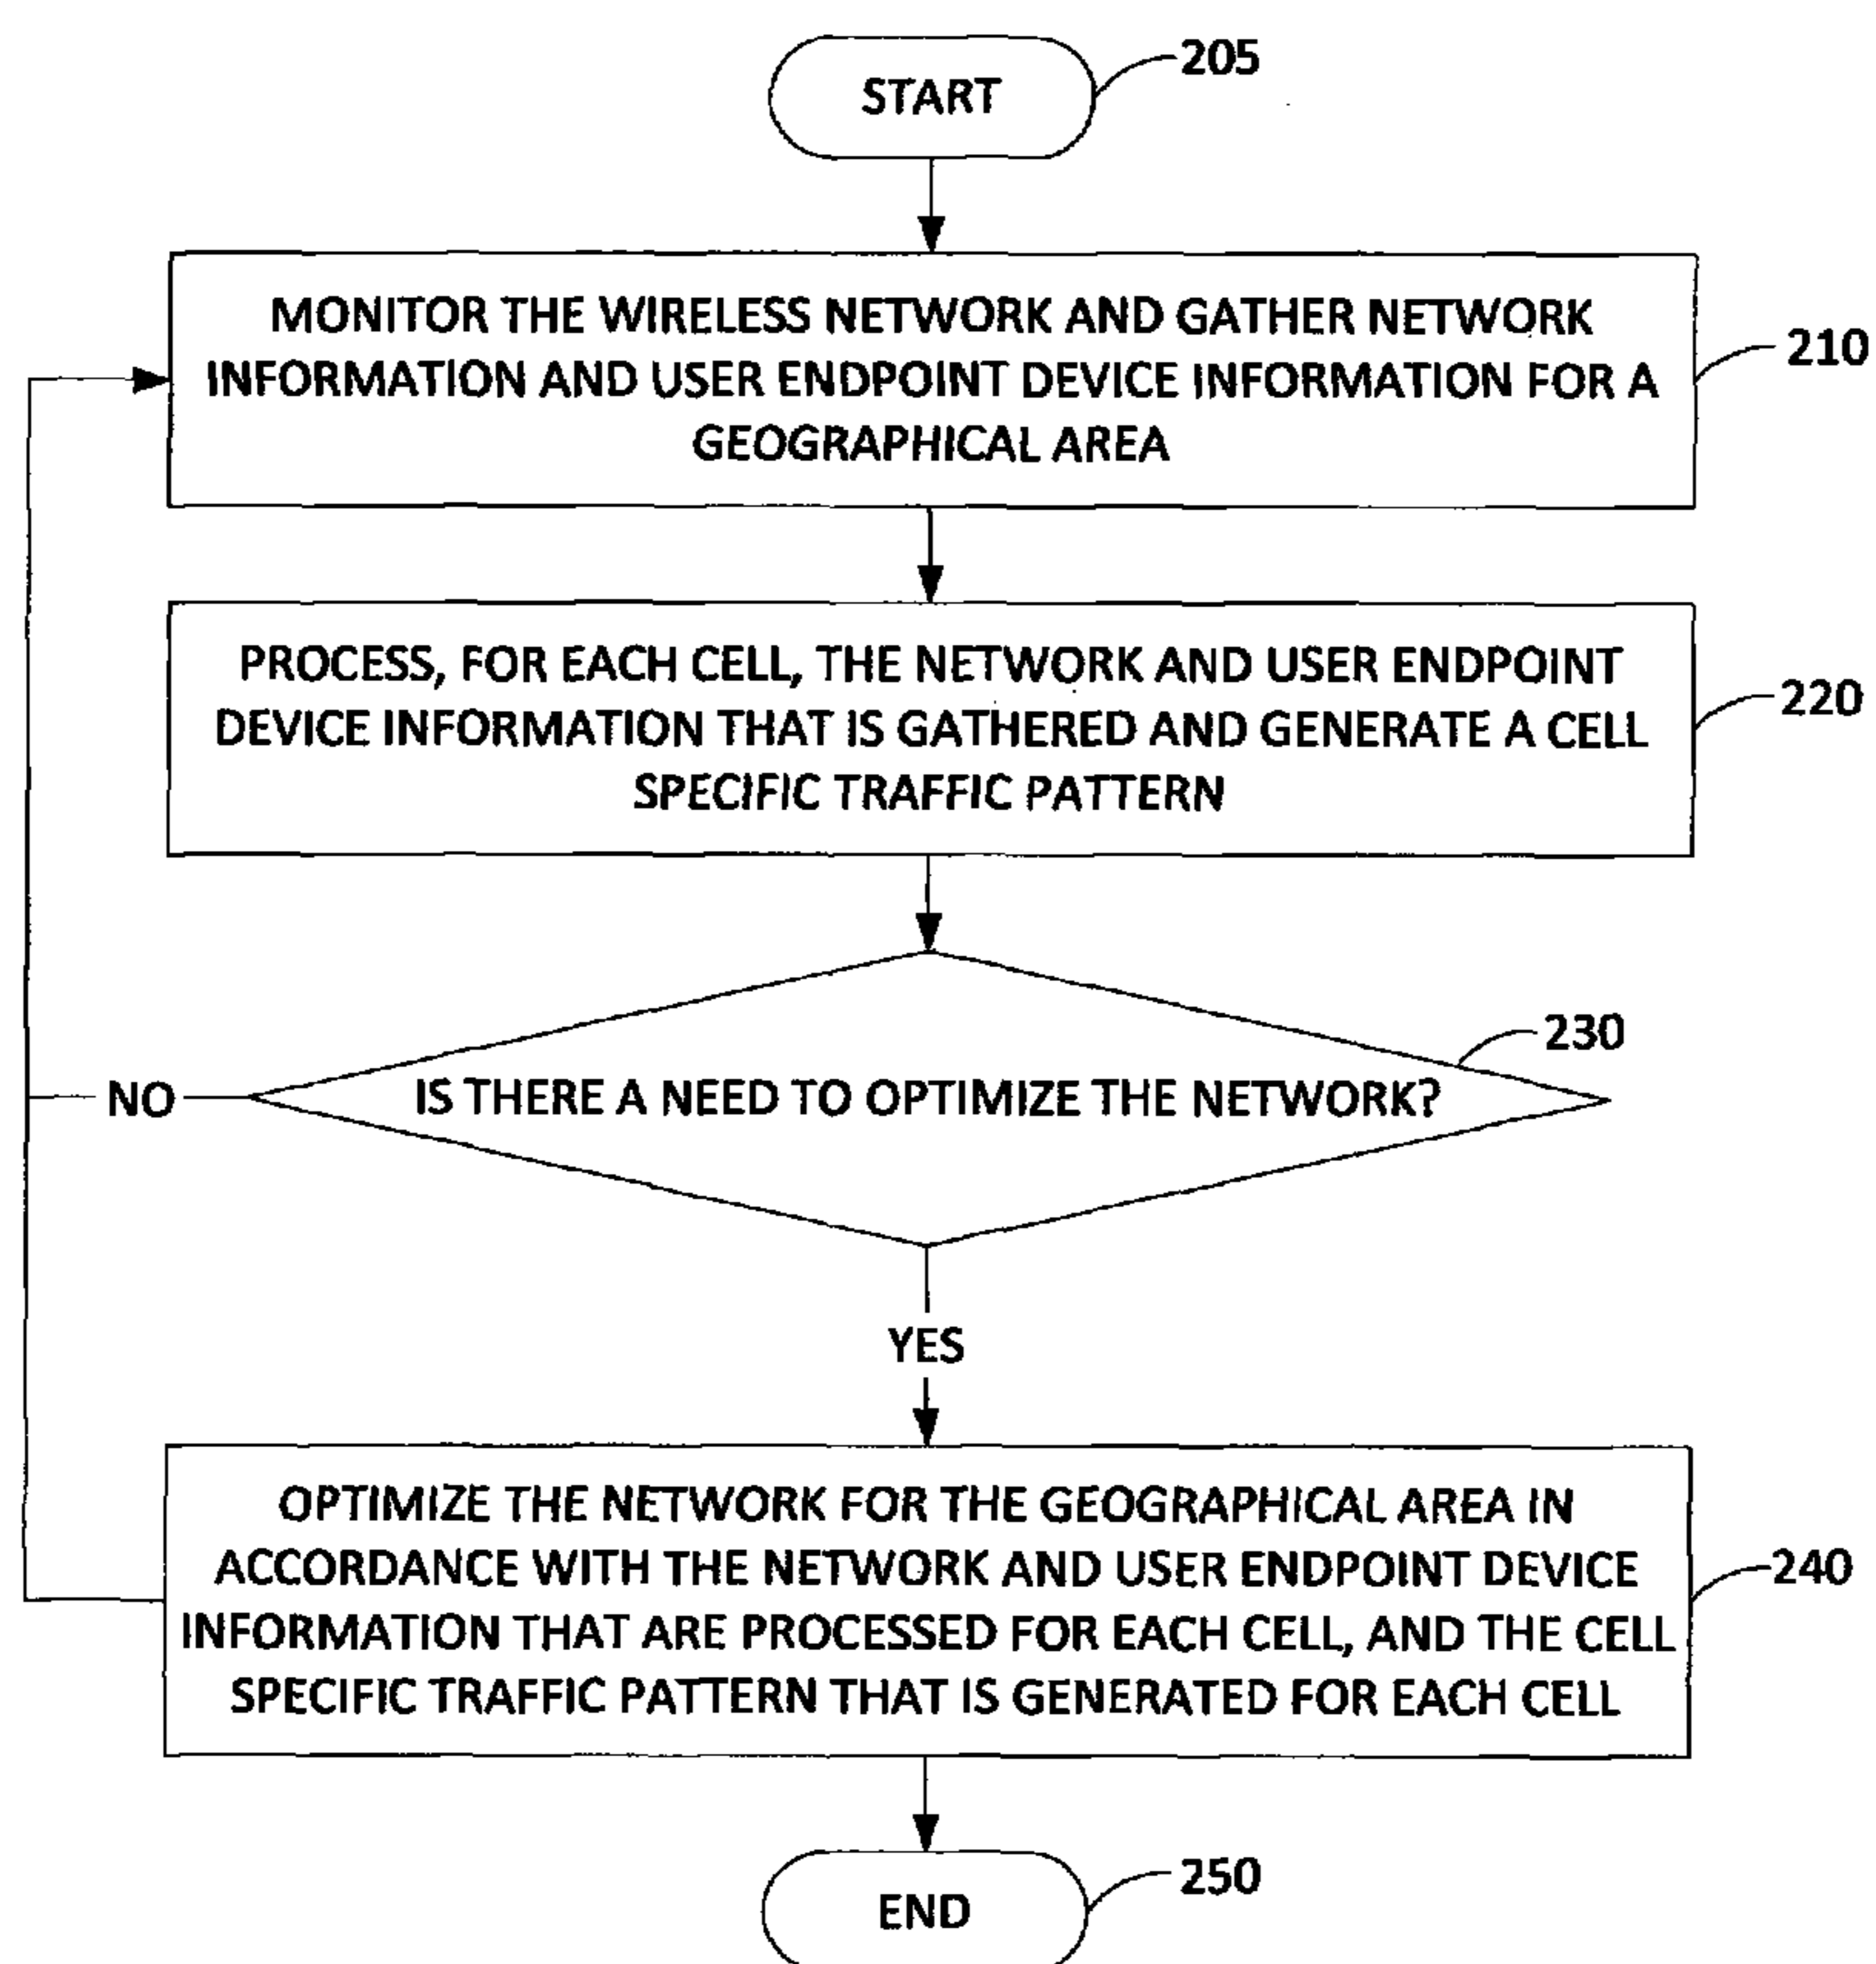 START
205
MONITOR THE WIRELESS NETWORK AND GATHER NETWORK
INFORMATION AND USER ENDPOINT DEVICE INFORMATION FOR A
GEOGRAPHICAL AREA
210
PROCESS, FOR EACH CELL, THE NETWORK AND USER ENDPOINT
DEVICE INFORMATION THAT IS GATHERED AND GENERATE A CELL
SPECIFIC TRAFFIC PATTERN
220
230
IS THERE A NEED TO OPTIMIZE THE NETWORK?
NO
YES
OPTIMIZE THE NETWORK FOR THE GEOGRAPHICAL AREA IN
ACCORDANCE WITH THE NETWORK AND USER ENDPOINT DEVICE
INFORMATION THAT ARE PROCESSED FOR EACH CELL, AND THE CELL
SPECIFIC TRAFFIC PATTERN THAT IS GENERATED FOR EACH CELL
240
END
250